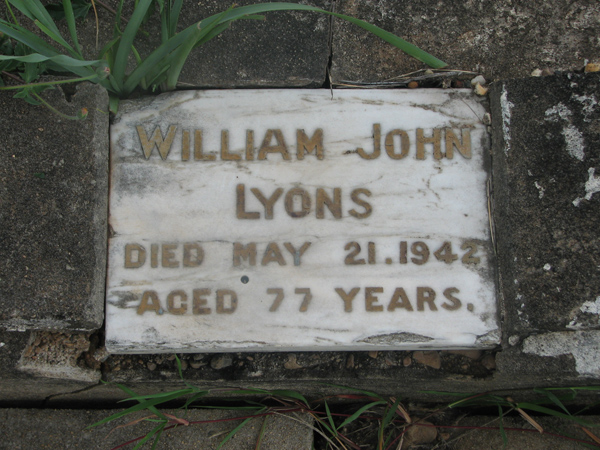 WILLIAM JOHN
LYONS
DIED MAY 21.1942
AGED 77 YEARS.